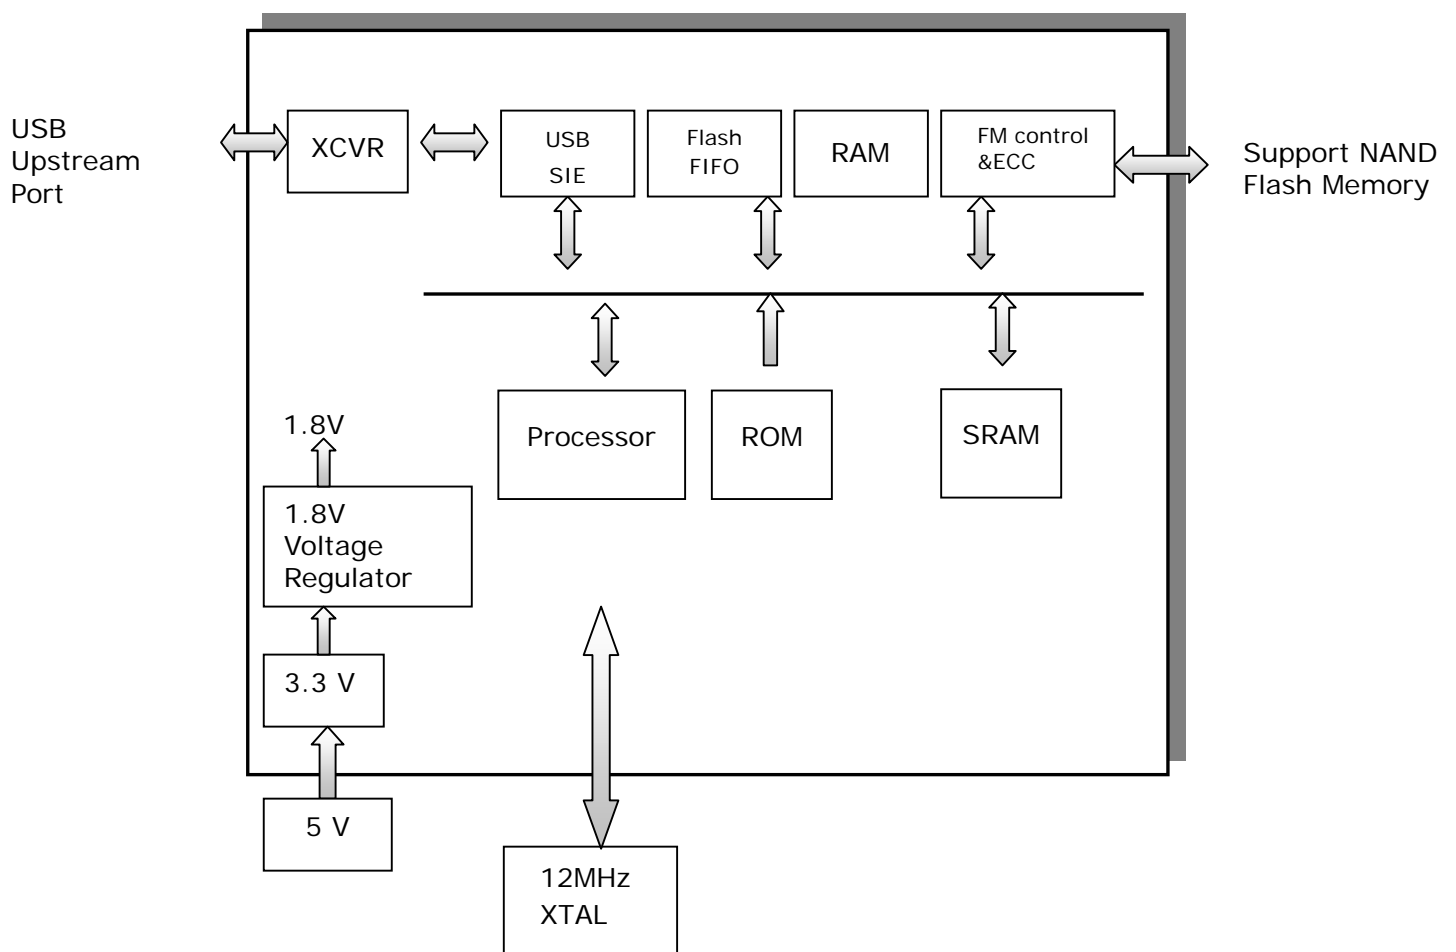 USB
Upstream
Port
XCVR
USB
SIE
Flash
FIFO
RAM
FM control
&ECC
Support NAND
Flash Memory
Processor
ROM
SRAM
1.8V
1.8V
Voltage
Regulator
3.3 V
5 V
12MHz
XTAL